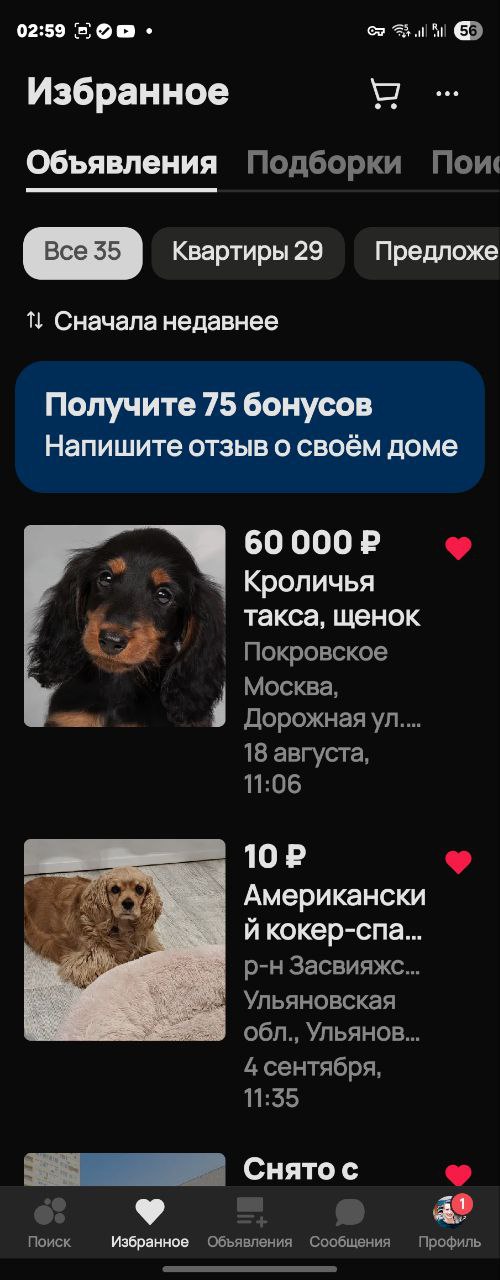 02:59
56
Избранное
Объявления Подборки Поис
Все 35 Квартиры 29 Предложе
Сначала недавнее
Получите 75 бонусов
Напишите отзыв о своём доме
60 000 ₽
Кроличья
такса, щенок
Покровское
Москва,
Дорожная ул....
18 августа,
11:06
10 ₽
Американски
й кокер-спа...
р-н Засвияжс...
Ульяновская
обл., Ульянов...
4 сентября,
11:35
Снято с
1
Поиск Избранное Объявления Сообщения Профиль